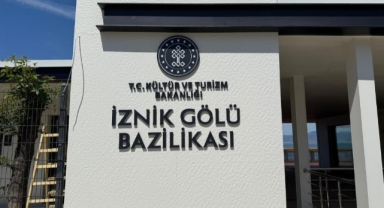 T.C. KÜLTÜR VE TURİZM
BAKANLIĞI
İZNİK GÖLÜ
BAZİLİKASI